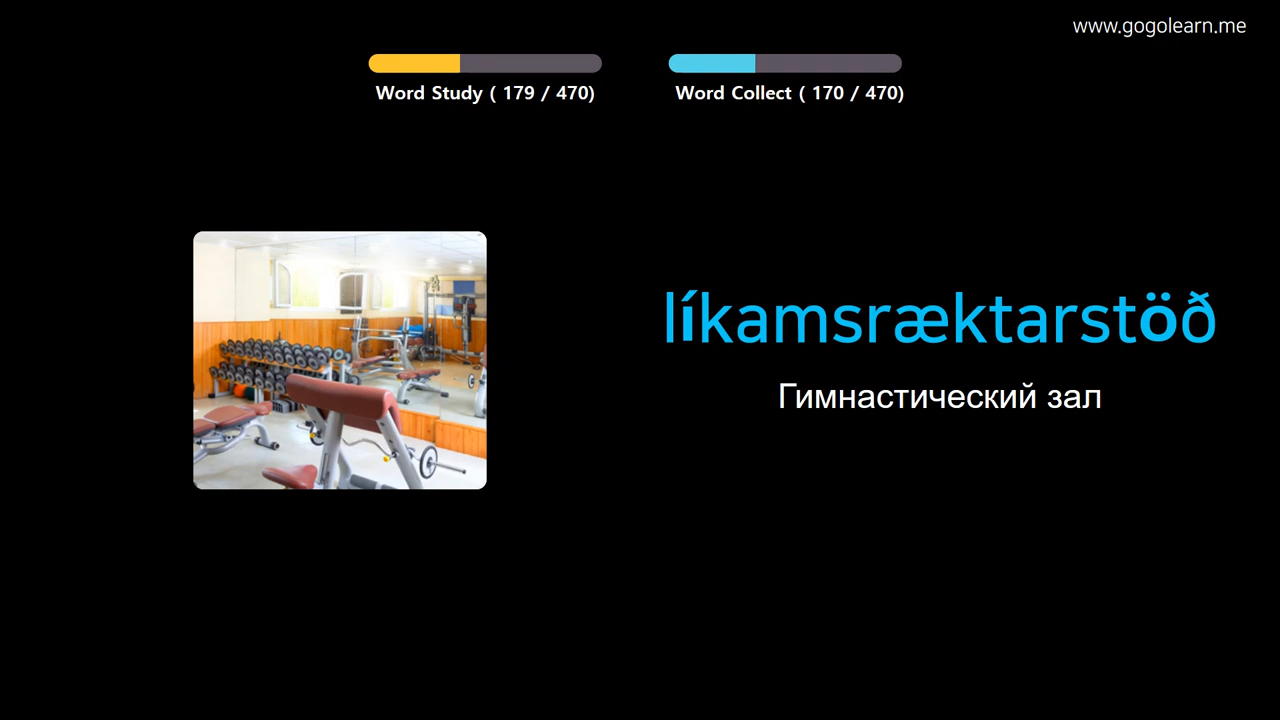 www.gogolearn.me
Word Study ( 179 / 470)
Word Collect ( 170 / 470)
líkamsræktarstöð
Гимнастический зал